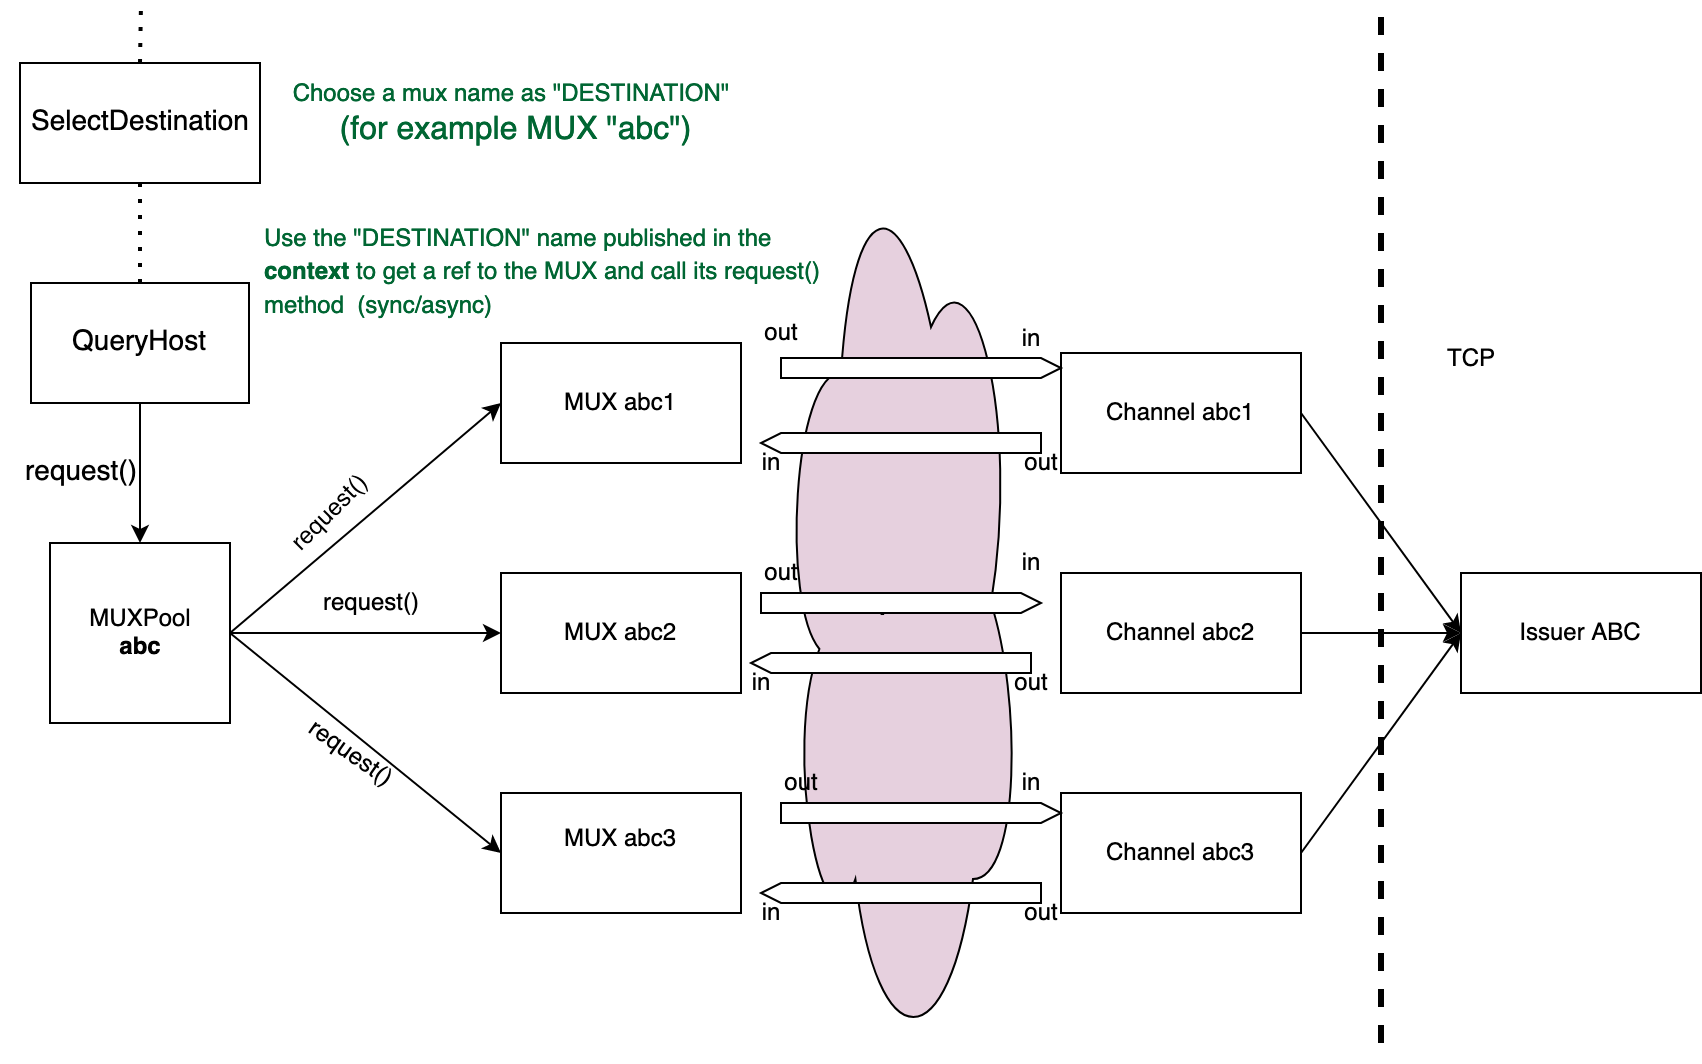 SelectDestination
Choose a mux name as "DESTINATION"
(for example MUX "abc")
Use the "DESTINATION" name published in the
context to get a ref to the MUX and call its request()
method (sync/async)
QueryHost
request()
MUXPool
abc
request()
request()
request()
MUX abc1
out
in
in
out
Channel abc1
MUX abc2
out
in
in
out
Channel abc2
MUX abc3
out
in
in
out
Channel abc3
TCP
Issuer ABC